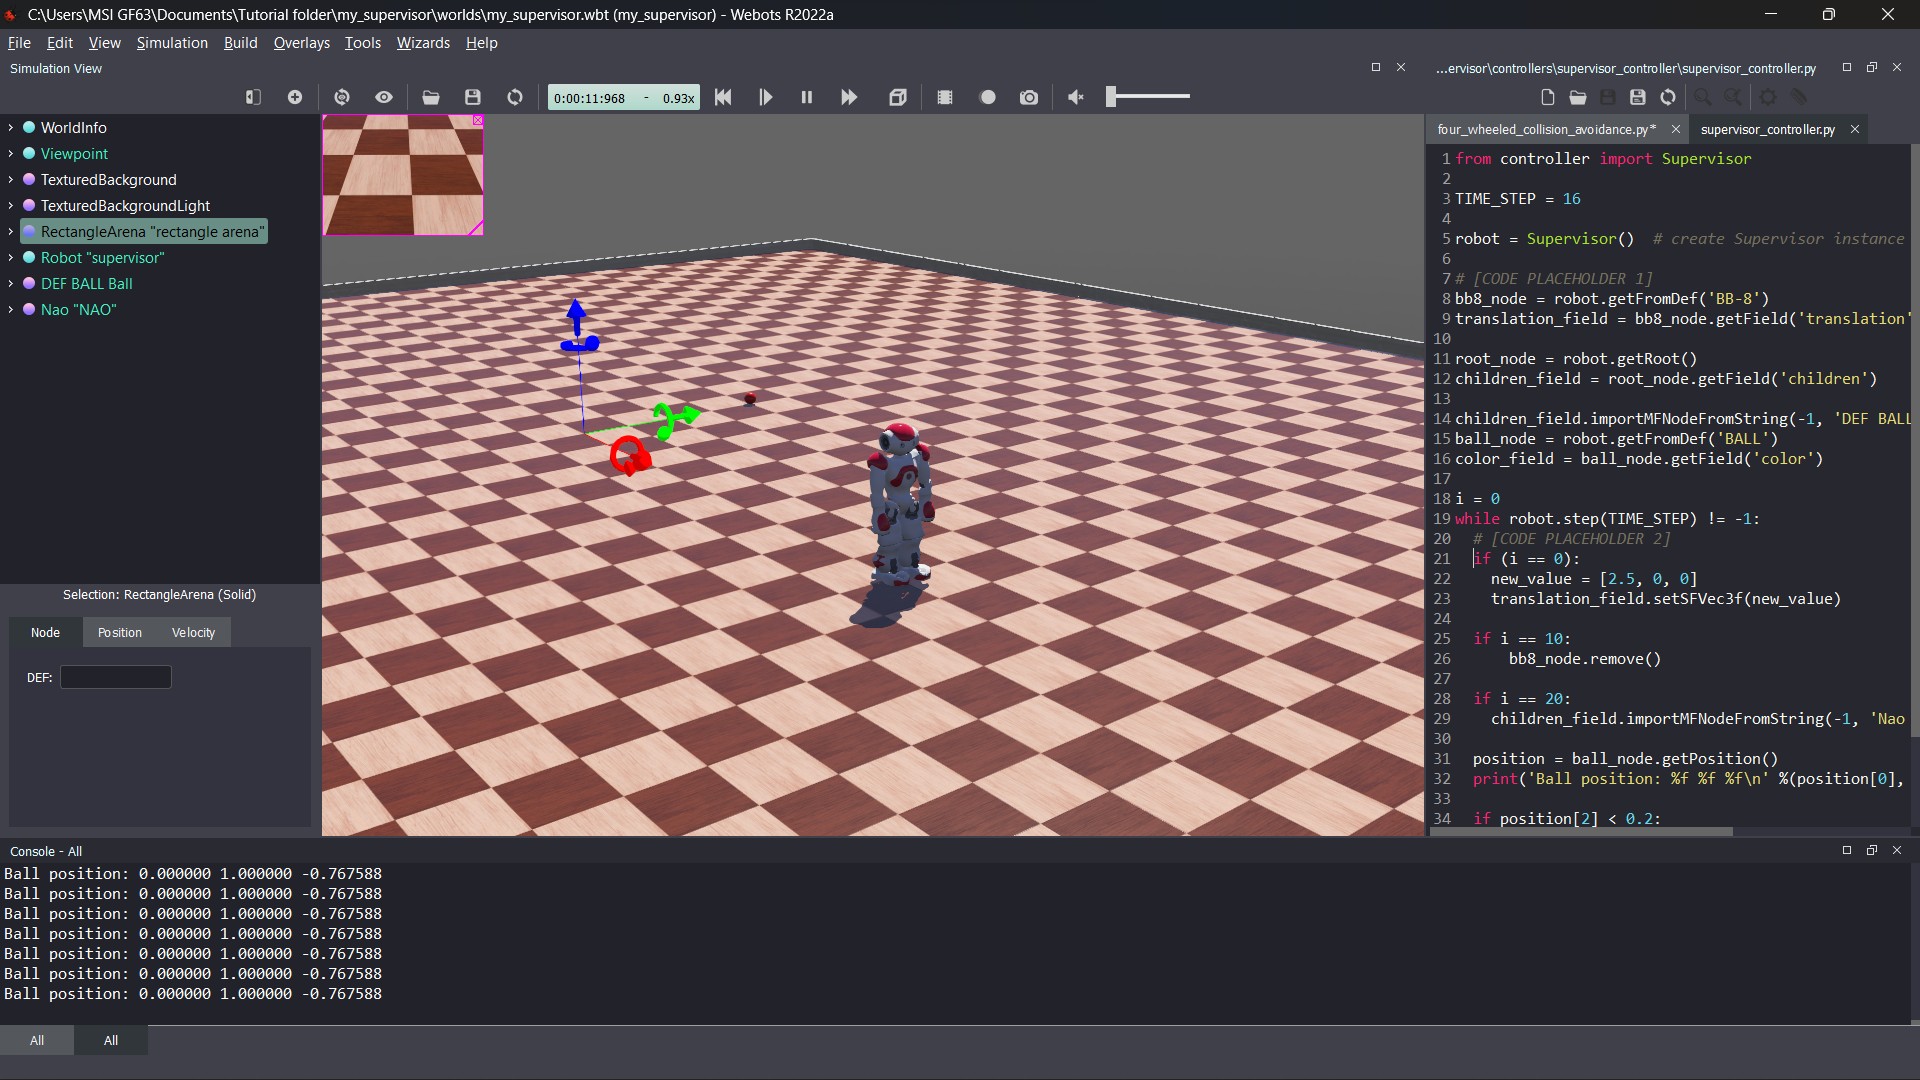 C:\Users\MSI GF63\Documents\Tutorial folder\my_supervisor\worlds\my_supervisor.wbt (my_supervisor) - Webots R2022a
File Edit View Simulation Build Overlays Tools Wizards Help
Simulation View
...ervisor\controllers\supervisor_controller\supervisor_controller.py
0:00:11:968 - 0.93x
WorldInfo
Viewpoint
TexturedBackground
TexturedBackgroundLight
RectangleArena "rectangle arena"
Robot "supervisor"
DEF BALL Ball
Nao "NAO"
Selection: RectangleArena (Solid)
Node Position Velocity
DEF:
four_wheeled_collision_avoidance.py* supervisor_controller.py
1 from controller import Supervisor
2
3 TIME_STEP = 16
4
5 robot = Supervisor()  # create Supervisor instance
6
7 # [CODE PLACEHOLDER 1]
8 bb8_node = robot.getFromDef('BB-8')
9 translation_field = bb8_node.getField('translation'
10
11 root_node = robot.getRoot()
12 children_field = root_node.getField('children')
13
14 children_field.importMFNodeFromString(-1, 'DEF BALL
15 ball_node = robot.getFromDef('BALL')
16 color_field = ball_node.getField('color')
17
18 i = 0
19 while robot.step(TIME_STEP) != -1:
20   # [CODE PLACEHOLDER 2]
21   if (i == 0):
22     new_value = [2.5, 0, 0]
23     translation_field.setSFVec3f(new_value)
24
25   if i == 10:
26       bb8_node.remove()
27
28   if i == 20:
29     children_field.importMFNodeFromString(-1, 'Nao
30
31   position = ball_node.getPosition()
32   print('Ball position: %f %f %f\n' %(position[0],
33
34   if position[2] < 0.2:
Console - All
Ball position: 0.000000 1.000000 -0.767588
Ball position: 0.000000 1.000000 -0.767588
Ball position: 0.000000 1.000000 -0.767588
Ball position: 0.000000 1.000000 -0.767588
Ball position: 0.000000 1.000000 -0.767588
Ball position: 0.000000 1.000000 -0.767588
Ball position: 0.000000 1.000000 -0.767588
All All